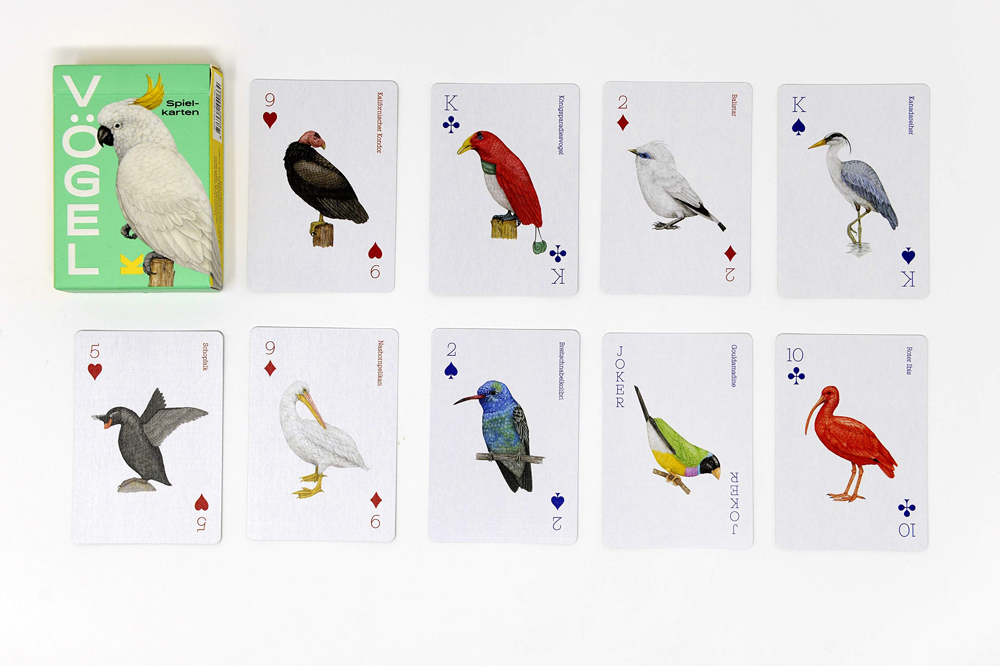 VÖGEL
Spiel-
karten
K
9
Kalifornischer Kondor
9
K
Königsparadiesvogel
K
2
Balistar
2
K
Kanadareiher
K
5
Schopfalk
5
9
Nashornpelikan
9
2
Breitschnabelkolibri
2
JOKER
Gouldamadine
JOKER
10
Roter Ibis
10